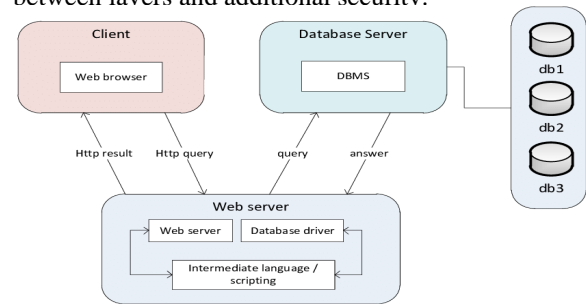 between layers and additional security.
Client
Web browser
Database Server
DBMS
db1
db2
db3
Http result
Http query
query
answer
Web server
Web server
Database driver
Intermediate language /
scripting